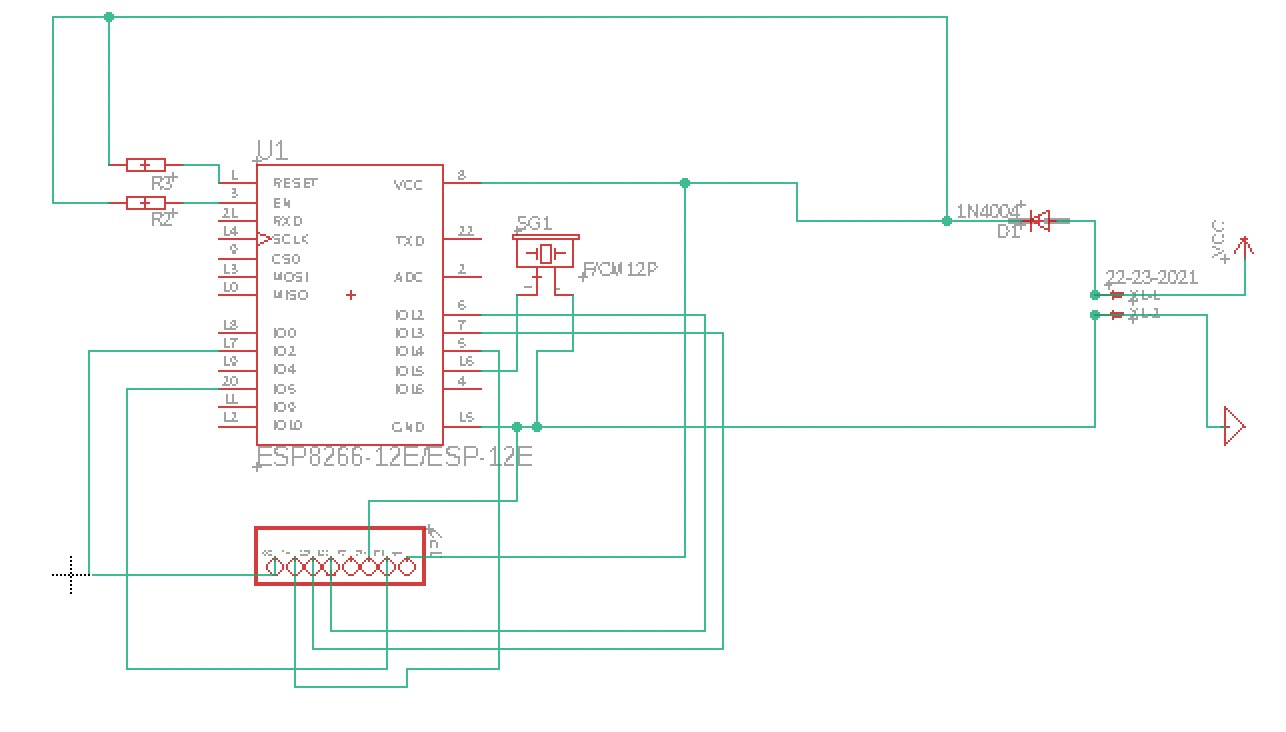 U1
R3
R2
1
3
21
14
9
13
10
18
17
19
20
11
12
RESET
EN
RXD
SCLK
CSO
MOSI
MISO
IO0
IO2
IO4
IO5
IO9
IO10
VCC
TXD
ADC
IO12
IO13
IO14
IO15
IO16
GND
8
22
2
6
7
5
16
4
15
ESP8266-12E/ESP-12E
SG1
F/CM12P
1N4004
D1
VCC
22-23-2021
X1-1
X1-2